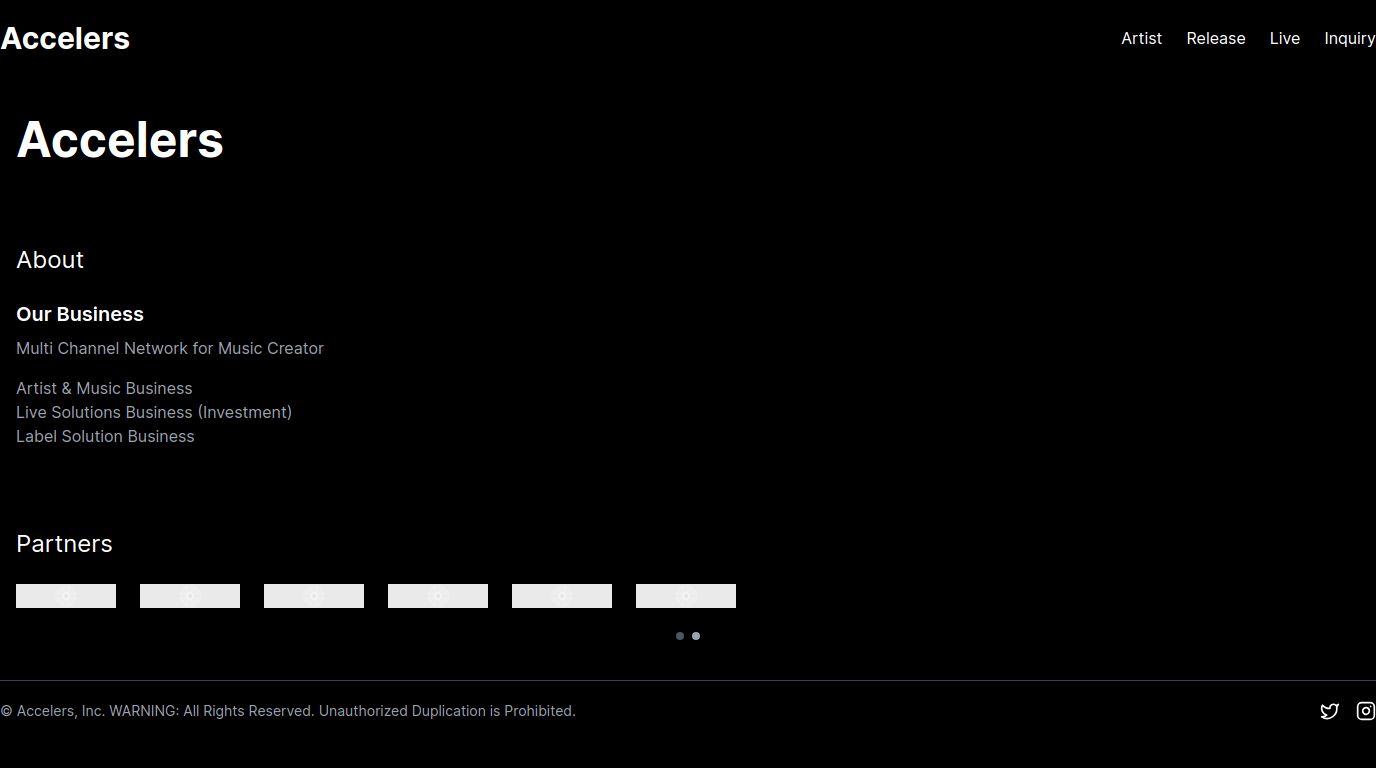 Accelers
Artist Release Live Inquiry
Accelers
About
Our Business
Multi Channel Network for Music Creator
Artist & Music Business
Live Solutions Business (Investment)
Label Solution Business
Partners
© Accelers, Inc. WARNING: All Rights Reserved. Unauthorized Duplication is Prohibited.